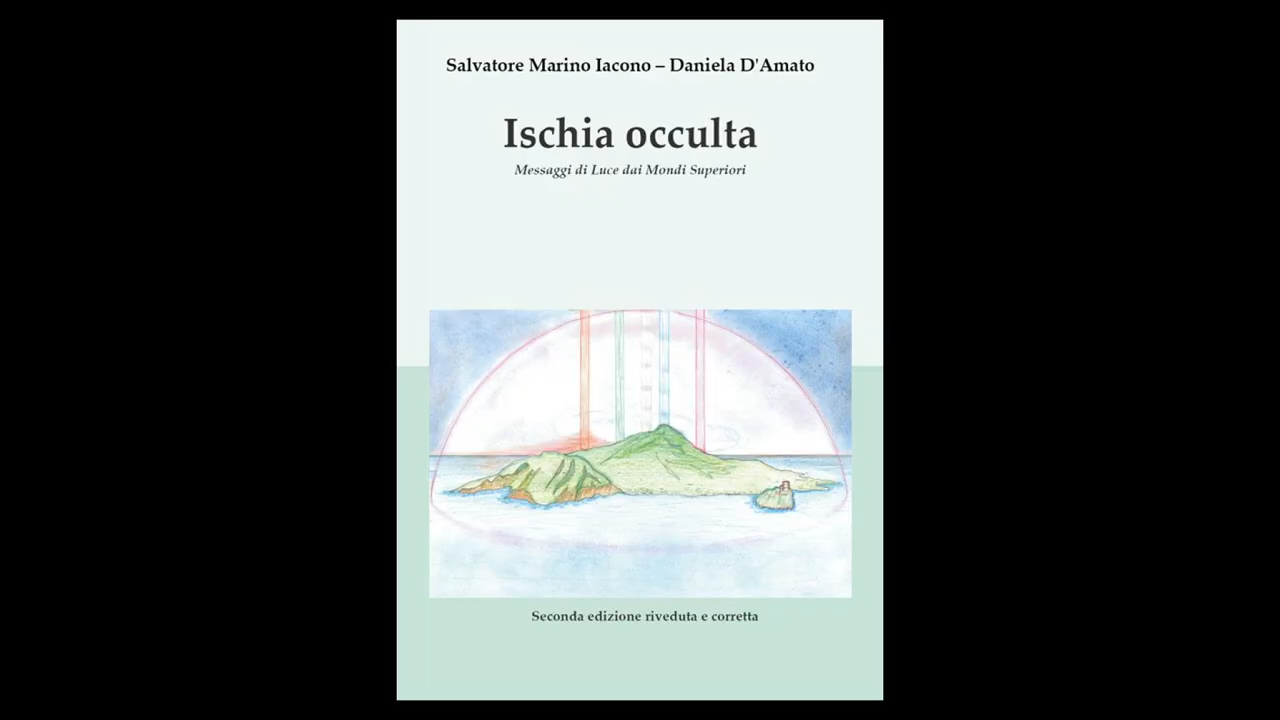 Salvatore Marino Iacono – Daniela D'Amato
Ischia occulta
Messaggi di Luce dai Mondi Superiori
Seconda edizione riveduta e corretta